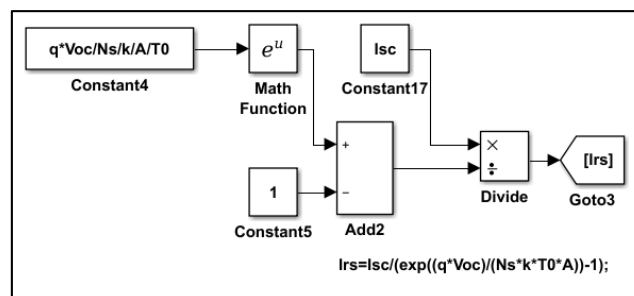 q*Voc/Ns/k/A/T0
Constant4
e^u
Math
Function
Isc
Constant17
+
−
Add2
1
Constant5
×
÷
Divide
[Irs]
Goto3
Irs=Isc/(exp((q*Voc)/(Ns*k*T0*A))-1);